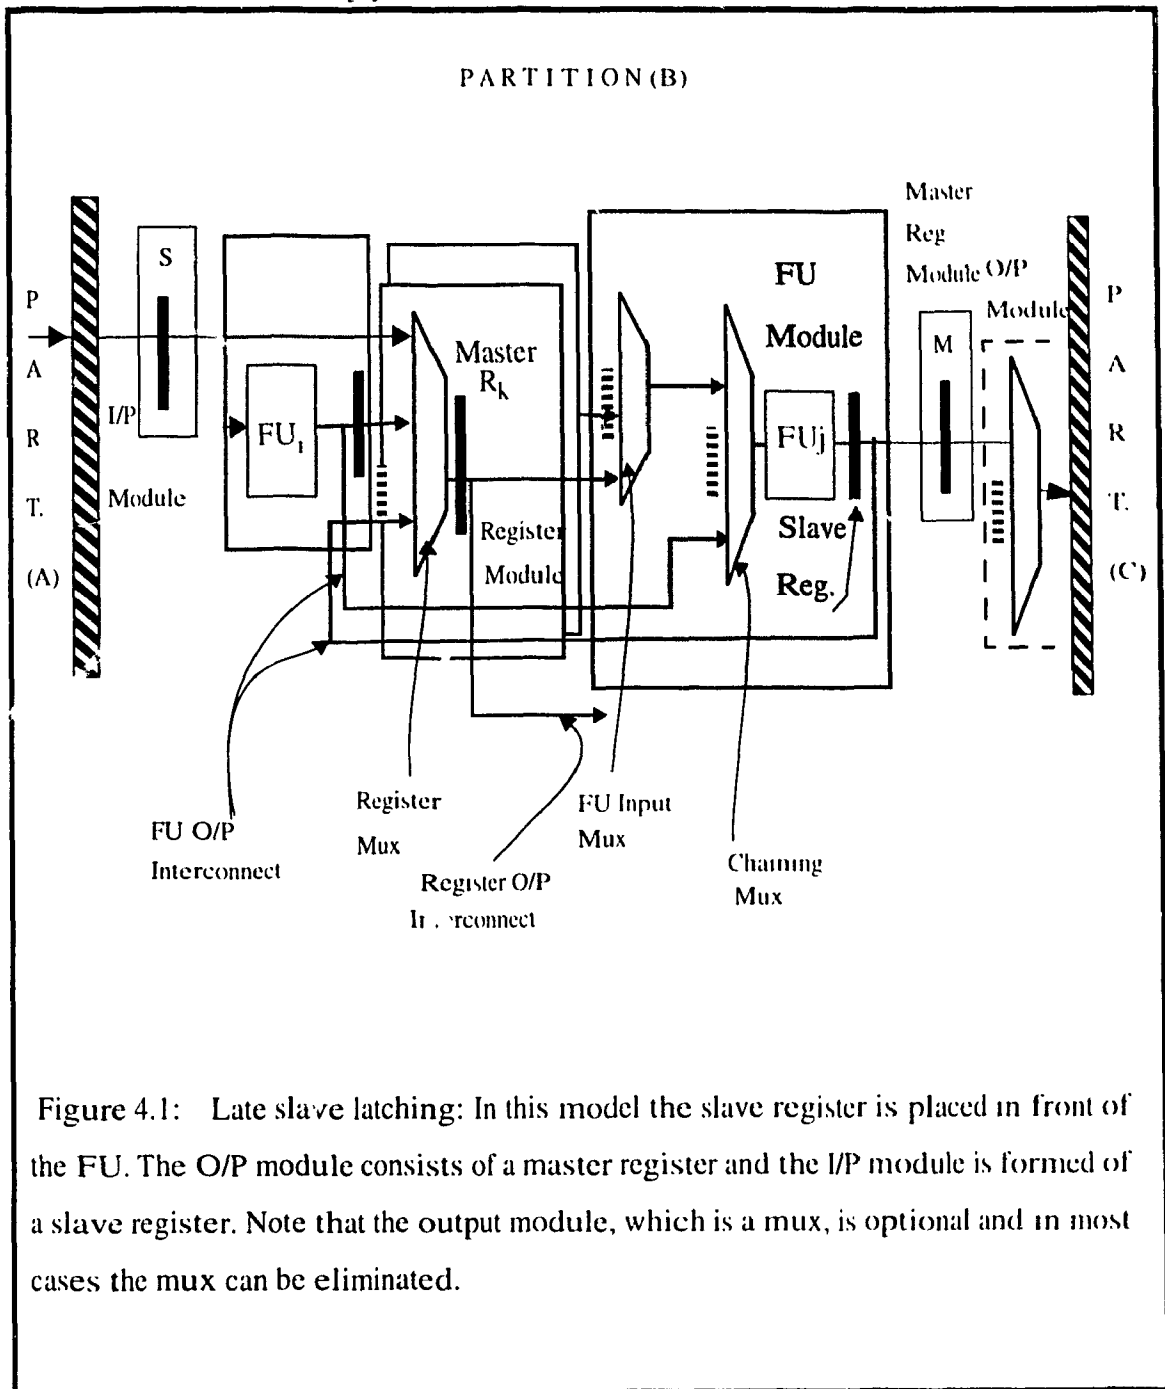 PARTITION (B)
P
A
R
T.
(A)
S
I/P
Module
FUi
Master
Rk
Register
Module
FU
Module
FUj
Slave
Reg.
Master
Reg
Module
M
O/P
Module
P
A
R
T.
(C)
FU O/P
Interconnect
Register
Mux
Register O/P
FU Input
Mux
Chaining
Mux
Figure 4.1: Late slave latching: In this model the slave register is placed in front of
the FU. The O/P module consists of a master register and the I/P module is formed of
a slave register. Note that the output module, which is a mux, is optional and in most
cases the mux can be eliminated.